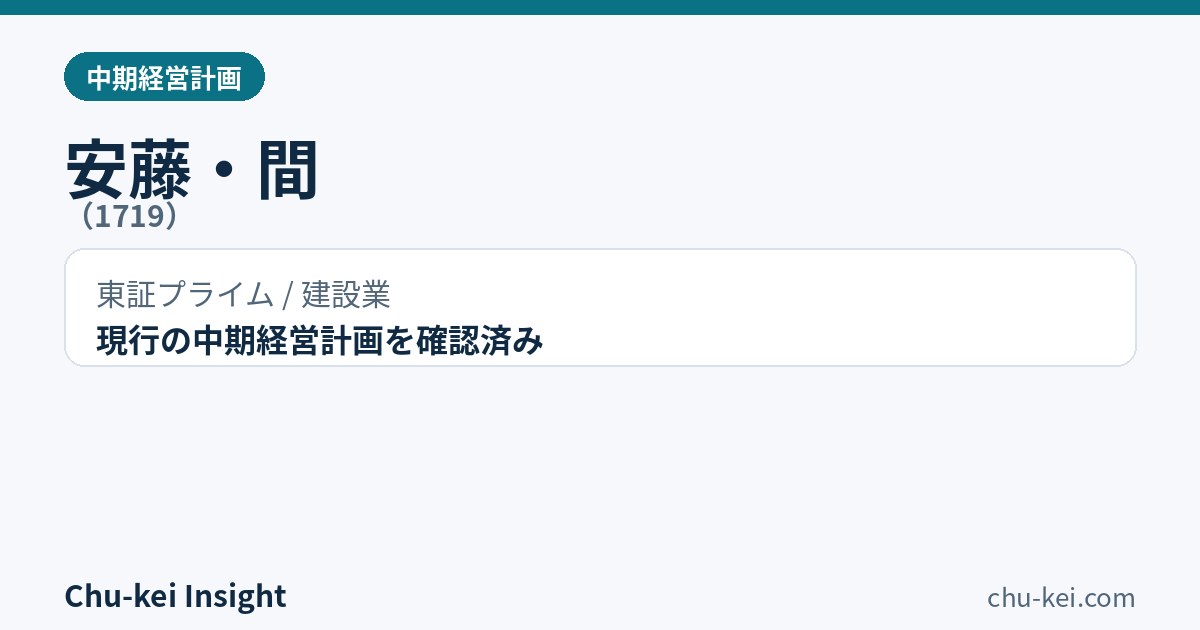 中期経営計画
安藤・間
（1719）
東証プライム / 建設業
現行の中期経営計画を確認済み
Chu-kei Insight
chu-kei.com